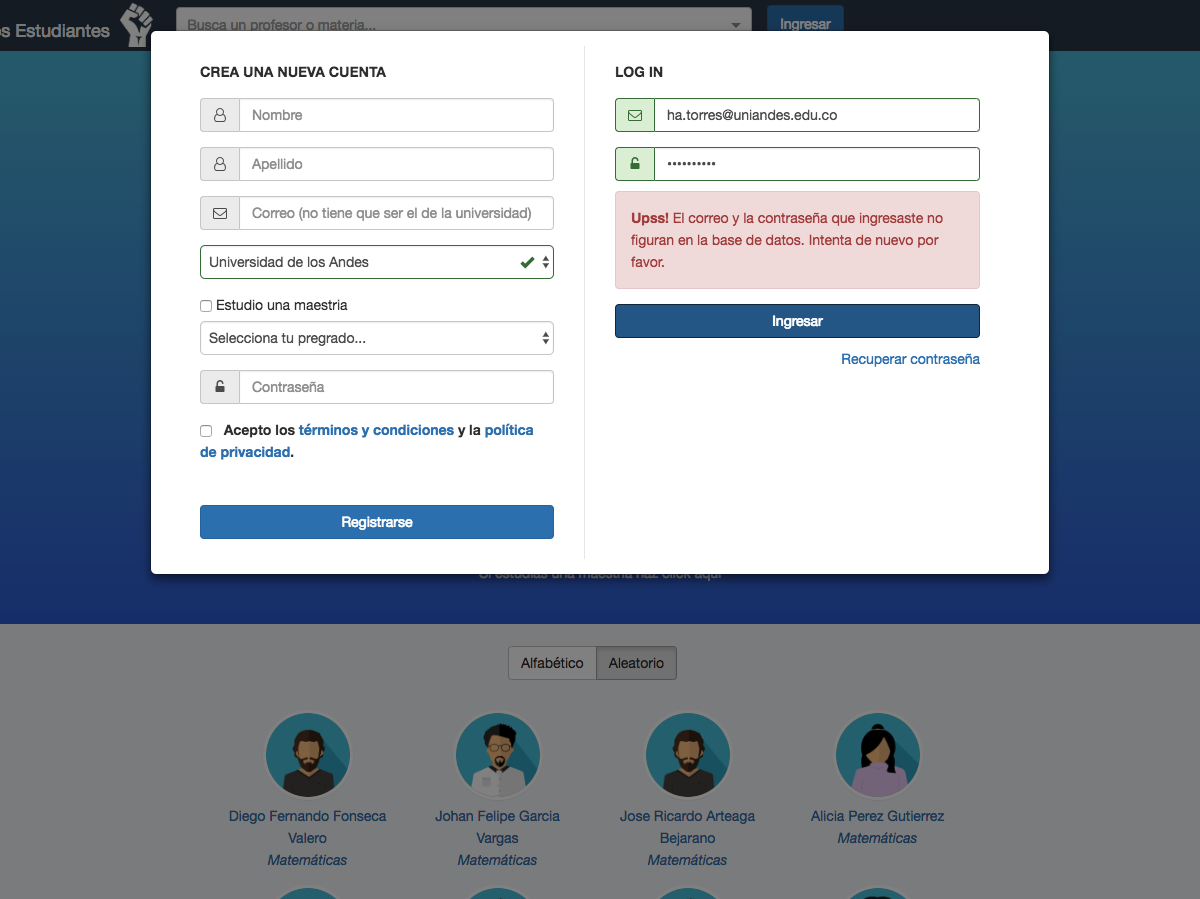 s Estudiantes
Busca un profesor o materia...
Ingresar
CREA UNA NUEVA CUENTA
Nombre
Apellido
Correo (no tiene que ser el de la universidad)
Universidad de los Andes
Estudio una maestria
Selecciona tu pregrado...
Contraseña
Acepto los términos y condiciones y la política
de privacidad.
Registrarse
LOG IN
ha.torres@uniandes.edu.co
••••••••••
Upss! El correo y la contraseña que ingresaste no
figuran en la base de datos. Intenta de nuevo por
favor.
Ingresar
Recuperar contraseña
Si estudias una maestría haz click aquí
Alfabético
Aleatorio
Diego Fernando Fonseca
Valero
Matemáticas
Johan Felipe Garcia
Vargas
Matemáticas
Jose Ricardo Arteaga
Bejarano
Matemáticas
Alicia Perez Gutierrez
Matemáticas